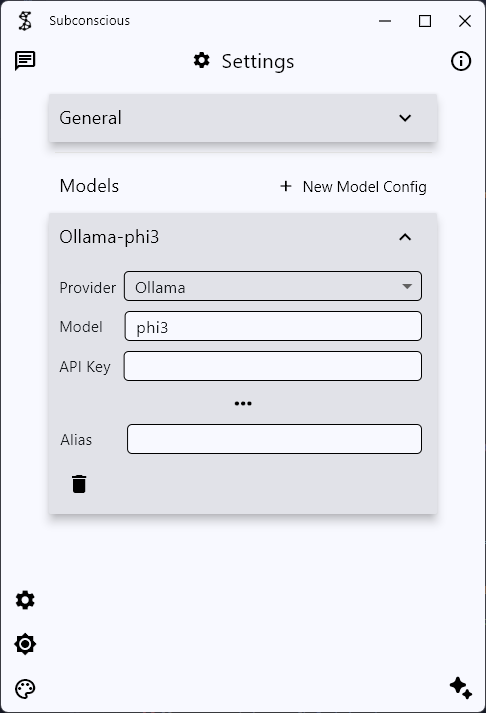 Subconscious
Settings
General
Models
+ New Model Config
Ollama-phi3
Provider
Ollama
Model
phi3
API Key
Alias